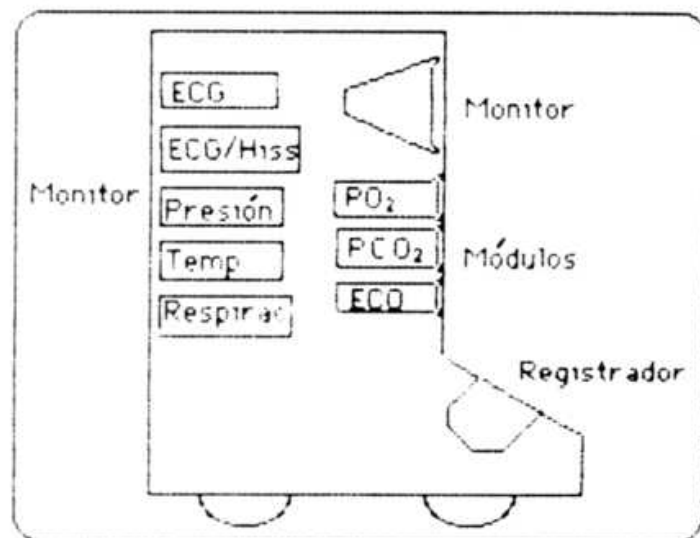 ECG
Monitor
ECG/Hiss
Monitor
Presión
PO₂
Temp
PCO₂
Módulos
Respirac
ECO
Registrador